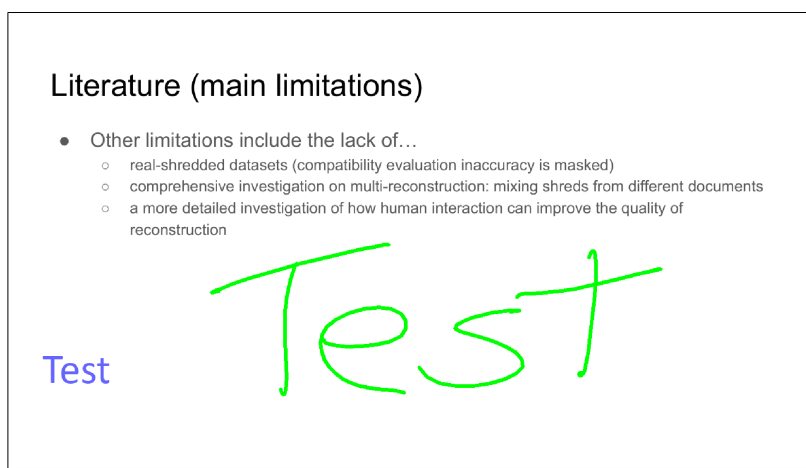 Literature (main limitations)
● Other limitations include the lack of…
○ real-shredded datasets (compatibility evaluation inaccuracy is masked)
○ comprehensive investigation on multi-reconstruction: mixing shreds from different documents
○ a more detailed investigation of how human interaction can improve the quality of
reconstruction
Test
Test